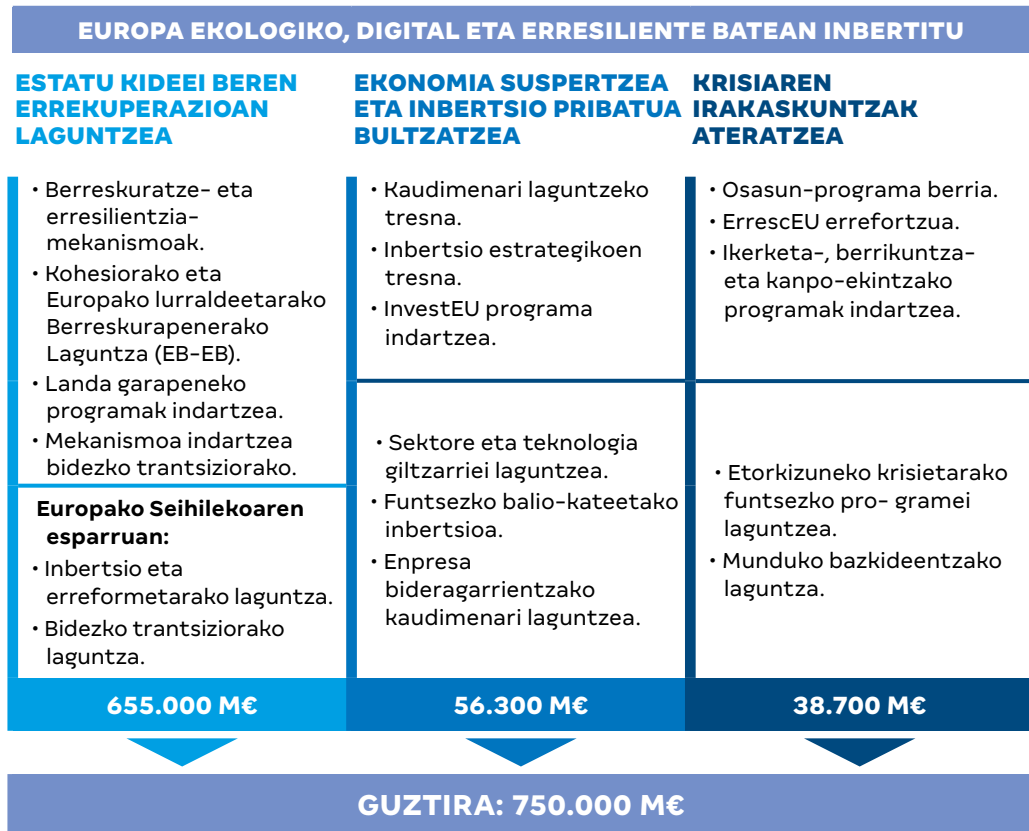 EUROPA EKOLOGIKO, DIGITAL ETA ERRESILIENTE BATEAN INBERTITU
ESTATU KIDEEI BEREN
ERREKUPERAZIOAN
LAGUNTZEA
· Berreskuratze- eta
erresilientzia-
mekanismoak.
· Kohesiorako eta
Europako lurraldeetarako
Berreskurapenerako
Laguntza (EB-EB).
· Landa garapeneko
programak indartzea.
· Mekanismoa indartzea
bidezko trantsiziorako.
Europako Seihilekoaren
esparruan:
· Inbertsio eta
erreformetarako laguntza.
· Bidezko trantsiziorako
laguntza.
655.000 M€
EKONOMIA SUSPERTZEA
ETA INBERTSIO PRIBATUA
BULTZATZEA
· Kaudimenari laguntzeko
tresna.
· Inbertsio estrategikoen
tresna.
· InvestEU programa
indartzea.
· Sektore eta teknologia
giltzarriei laguntzea.
· Funtsezko balio-kateetako
inbertsioa.
· Enpresa
bideragarrientzako
kaudimenari laguntzea.
56.300 M€
KRISIAREN
IRAKASKUNTZAK
ATERATZEA
· Osasun-programa berria.
· ErrescEU errefortzua.
· Ikerketa-, berrikuntza-
eta kanpo-ekintzako
programak indartzea.
· Etorkizuneko krisietarako
funtsezko pro- gramei
laguntzea.
· Munduko bazkideentzako
laguntza.
38.700 M€
GUZTIRA: 750.000 M€